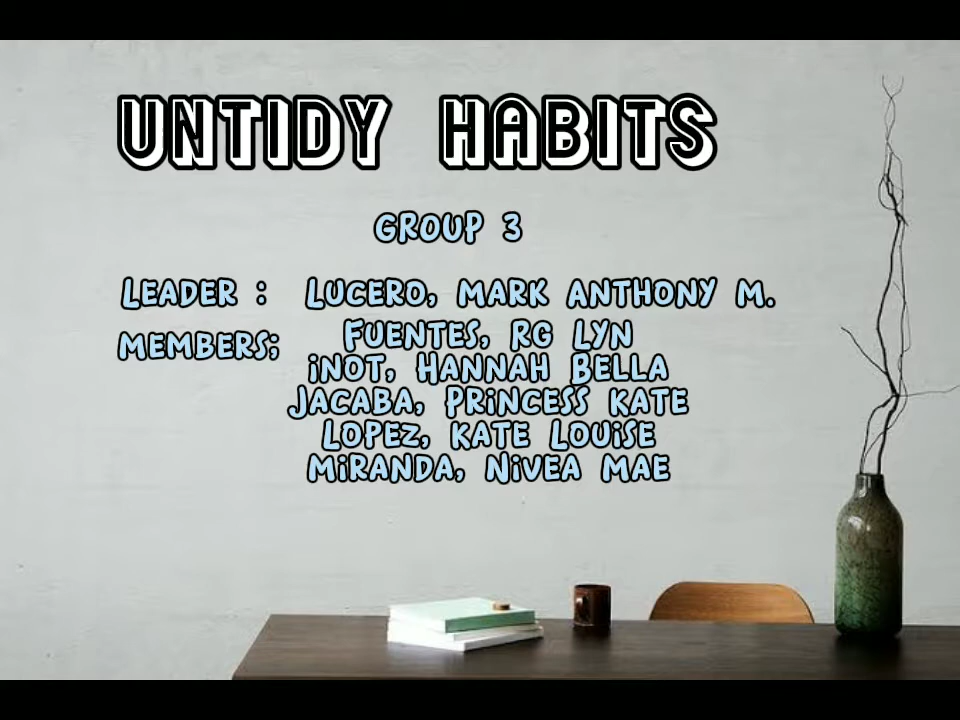 UNTIDY HABITS
GROUP 3
LEADER : LUCERO, MARK ANTHONY M.
MEMBERS;
FUENTES, RG LYN
iNOT, HANNAH BELLA
JACABA, PRiNCESS KATE
LOPEZ, KATE LOUiSE
MiRANDA, NiVEA MAE